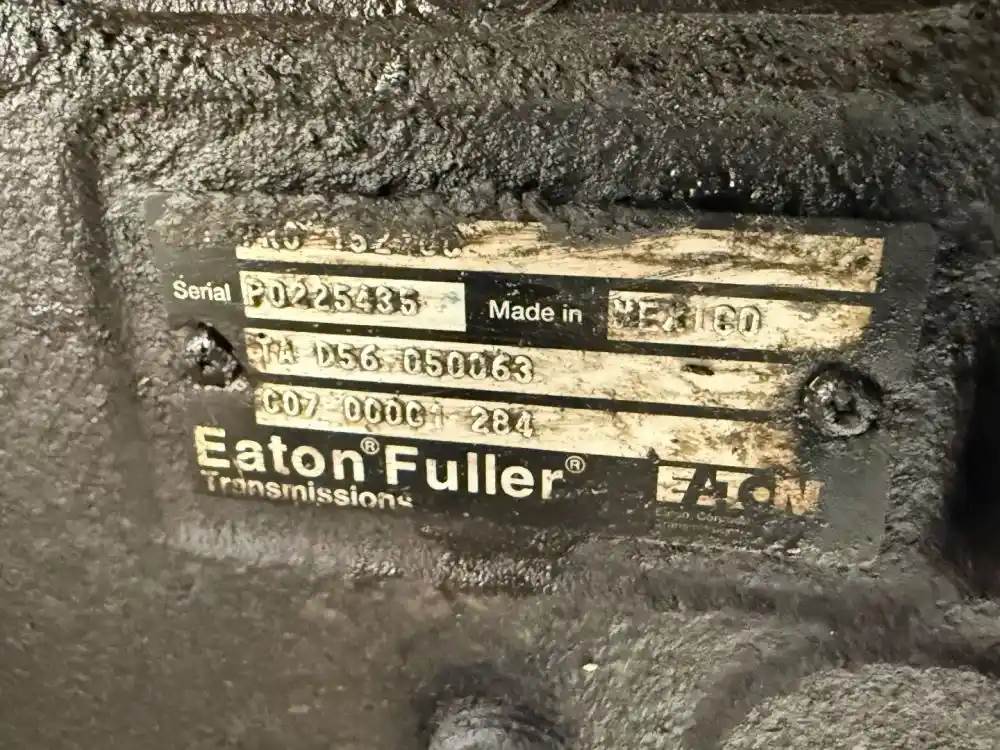 Serial P0225435 Made in MEXICO
TA D56 050063
C07 000C1 284
Eaton® Fuller®
Transmissions
EATON